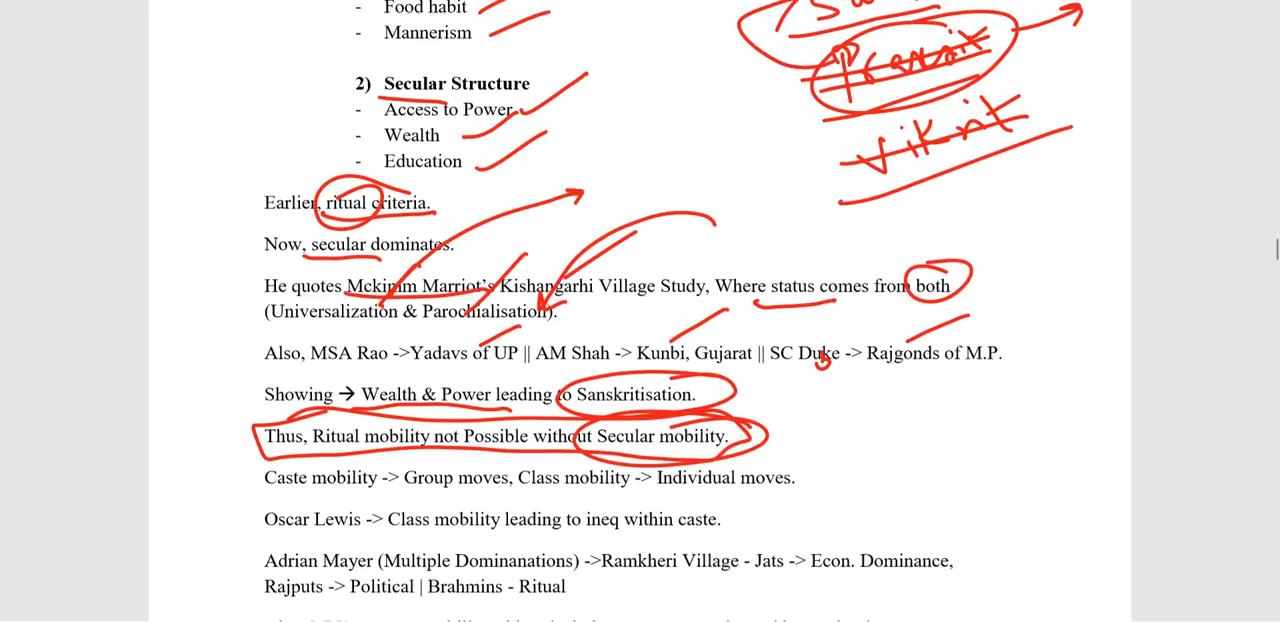 - Food habit
- Mannerism
2) Secular Structure
- Access to Power
- Wealth
- Education
Vikrit
Earlier, ritual criteria.
Now, secular dominates.
He quotes Mckinim Marriot's Kishangarhi Village Study, Where status comes from both
(Universalization & Parochialisation).
Also, MSA Rao ->Yadavs of UP || AM Shah -> Kunbi, Gujarat || SC Duke -> Rajgonds of M.P.
Showing → Wealth & Power leading to Sanskritisation.
Thus, Ritual mobility not Possible without Secular mobility.
Caste mobility -> Group moves, Class mobility -> Individual moves.
Oscar Lewis -> Class mobility leading to ineq within caste.
Adrian Mayer (Multiple Dominanations) ->Ramkheri Village - Jats -> Econ. Dominance,
Rajputs -> Political | Brahmins - Ritual